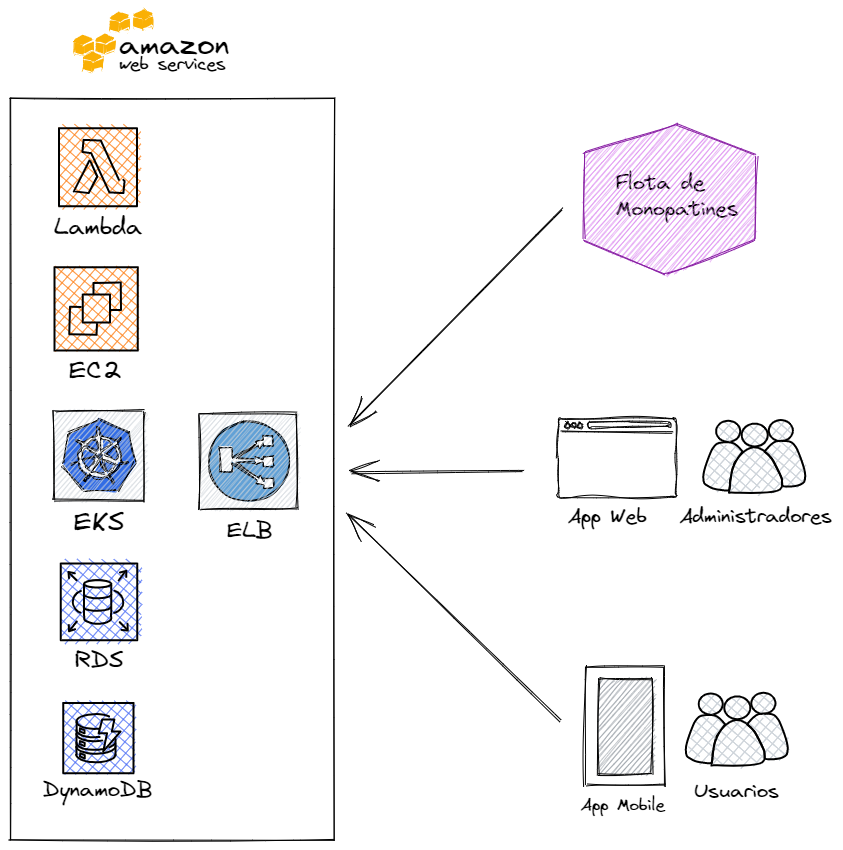 amazon
web services
Lambda
EC2
EKS
ELB
RDS
DynamoDB
Flota de
Monopatines
App Web
Administradores
App Mobile
Usuarios